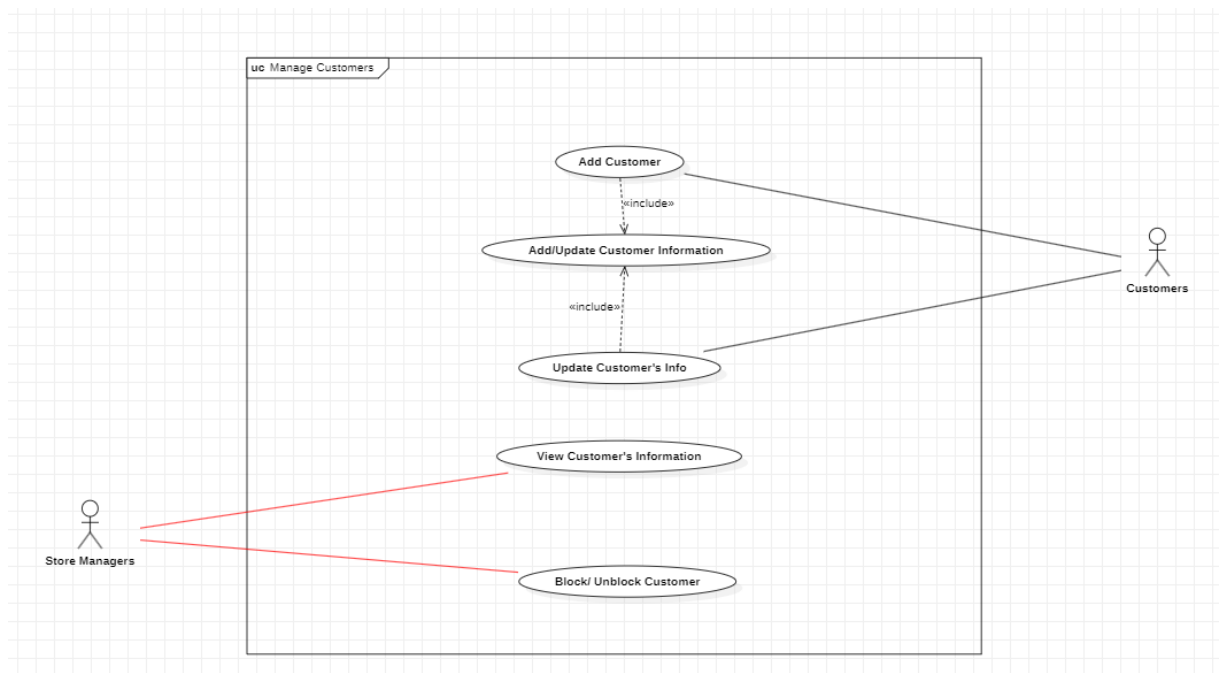 uc Manage Customers
Add Customer
«include»
Add/Update Customer Information
Customers
«include»
Update Customer's Info
View Customer's Information
Store Managers
Block/ Unblock Customer